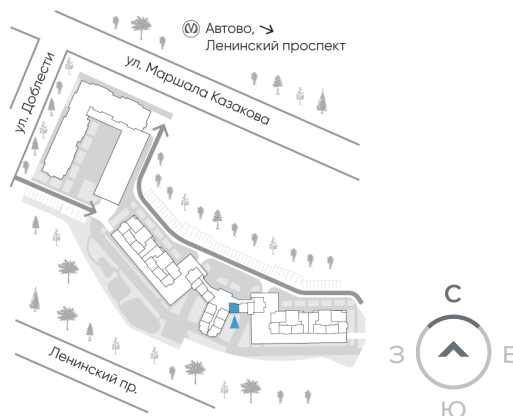 М Автово, ↘
Ленинский проспект
ул. Маршала Казакова
ул. Доблести
Ленинский пр.
С
З
В
Ю